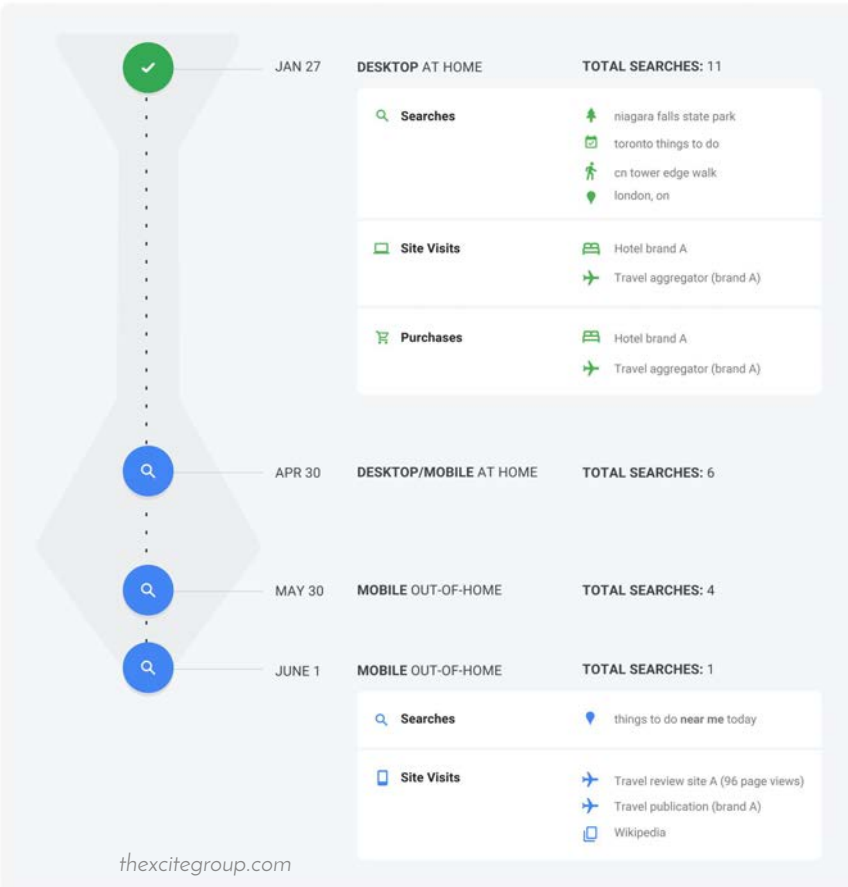 JAN 27 DESKTOP AT HOME TOTAL SEARCHES: 11
Searches niagara falls state park
toronto things to do
cn tower edge walk
london, on
Site Visits Hotel brand A
Travel aggregator (brand A)
Purchases Hotel brand A
Travel aggregator (brand A)
APR 30 DESKTOP/MOBILE AT HOME TOTAL SEARCHES: 6
MAY 30 MOBILE OUT-OF-HOME TOTAL SEARCHES: 4
JUNE 1 MOBILE OUT-OF-HOME TOTAL SEARCHES: 1
Searches things to do near me today
Site Visits Travel review site A (96 page views)
Travel publication (brand A)
Wikipedia
thexcitegroup.com